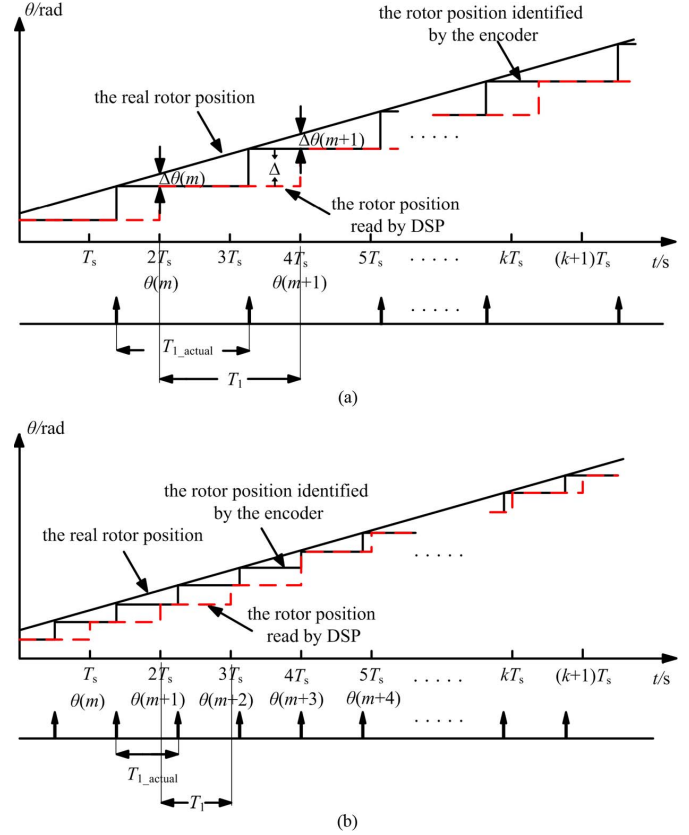 θ/rad
the rotor position identified
by the encoder
the real rotor position
Δθ(m+1)
Δθ(m)
Δ
the rotor position
read by DSP
Ts 2Ts 3Ts 4Ts 5Ts · · · · · kTs (k+1)Ts t/s
θ(m) θ(m+1)
· · · · ·
T1_actual
T1
(a)
θ/rad
the rotor position identified
by the encoder
the real rotor position
the rotor position
read by DSP
Ts 2Ts 3Ts 4Ts 5Ts · · · · · kTs (k+1)Ts t/s
θ(m) θ(m+1) θ(m+2) θ(m+3) θ(m+4)
· · · · ·
T1_actual
T1
(b)